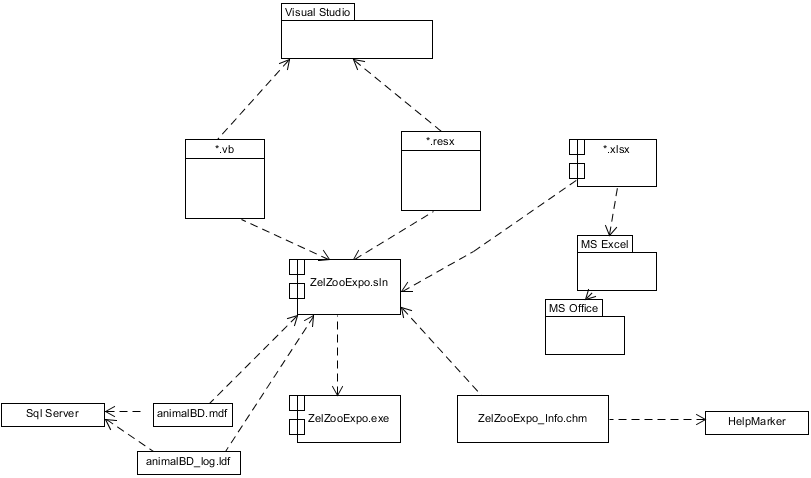 Visual Studio
*.vb
*.resx
*.xlsx
MS Excel
ZelZooExpo.sln
MS Office
Sql Server
animalBD.mdf
ZelZooExpo.exe
ZelZooExpo_Info.chm
HelpMarker
animalBD_log.ldf